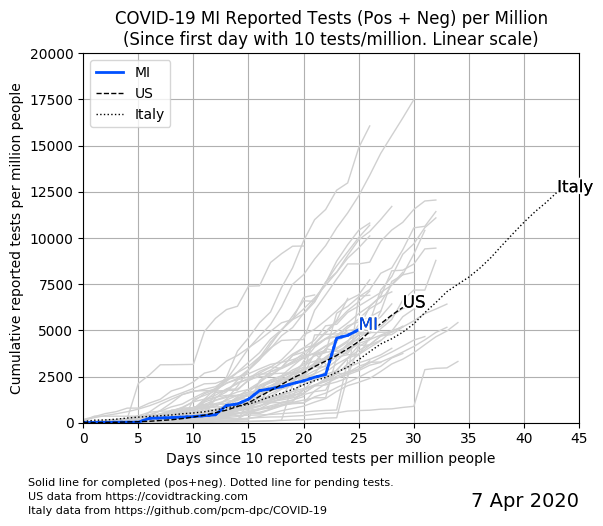 COVID-19 MI Reported Tests (Pos + Neg) per Million
(Since first day with 10 tests/million. Linear scale)
Cumulative reported tests per million people
20000
17500
15000
12500
10000
7500
5000
2500
0
MI
US
Italy
Italy
US
MI
0 5 10 15 20 25 30 35 40 45
Days since 10 reported tests per million people
Solid line for completed (pos+neg). Dotted line for pending tests.
US data from https://covidtracking.com
Italy data from https://github.com/pcm-dpc/COVID-19
7 Apr 2020